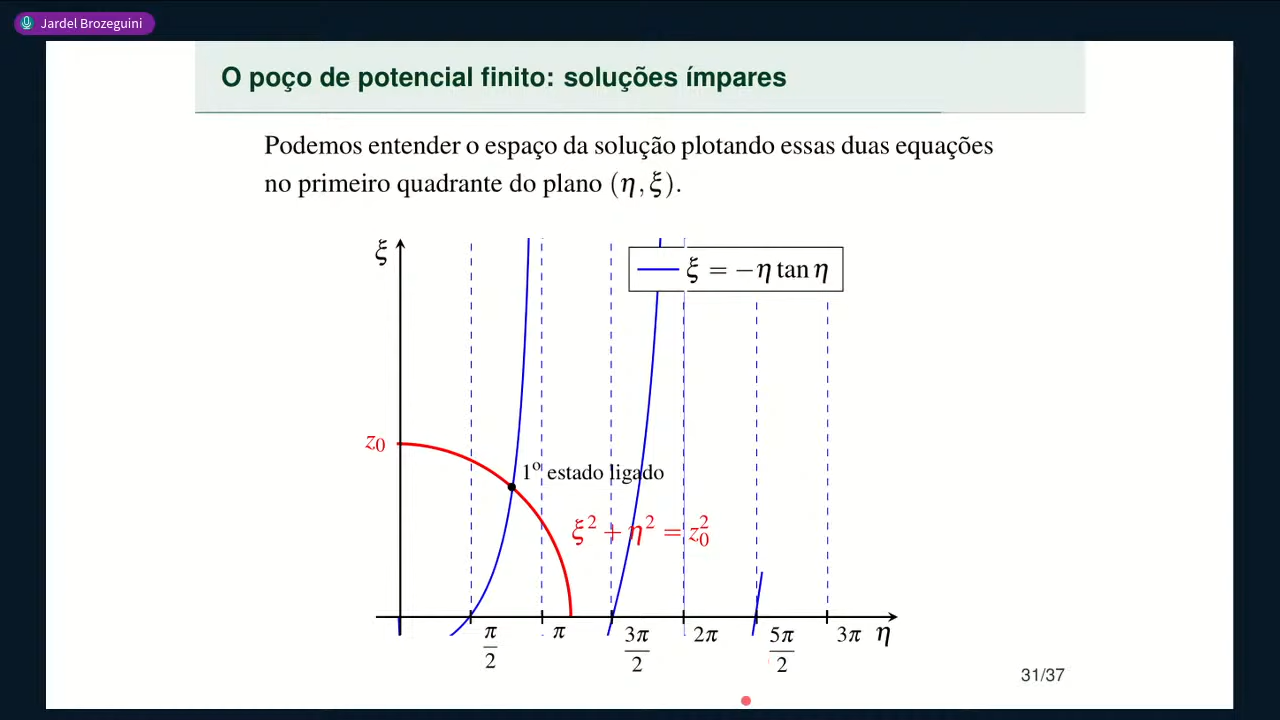 Jardel Brozeguini
O poço de potencial finito: soluções ímpares
Podemos entender o espaço da solução plotando essas duas equações
no primeiro quadrante do plano (η, ξ).
ξ
ξ = −η tan η
z₀
1º estado ligado
ξ² + η² = z₀²
π/2
π
3π/2
2π
5π/2
3π
η
31/37